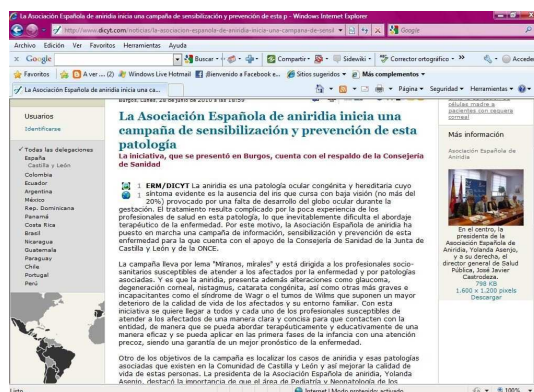 La Asociación Española de aniridia inicia una campaña de sensibilización y prevención de esta p - Windows Internet Explorer
http://www.dicyt.com/noticias/la-asociacion-espanola-de-aniridia-inicia-una-campana-de-sensibilizacion-y-prevencion-de-esta
Google
Archivo Edición Ver Favoritos Herramientas Ayuda
x Google Buscar Compartir Sidewiki Corrector ortográfico Acceder
Favoritos A ver ... (2) Windows Live Hotmail ¡Bienvenido a Facebook e... Sitios sugeridos Más complementos
La Asociación Española de aniridia inicia una ca... Página Seguridad Herramientas
Usuarios
Identificarse
Todas las delegaciones
España
Castilla y León
Colombia
Ecuador
Argentina
México
Rep. Dominicana
Panamá
Costa Rica
Brasil
Nicaragua
Guatemala
Paraguay
Chile
Portugal
Perú
Burgos, Lunes, 28 de junio de 2010 a las 18:59
La Asociación Española de aniridia inicia una
campaña de sensibilización y prevención de esta
patología
La iniciativa, que se presentó en Burgos, cuenta con el respaldo de la Consejería
de Sanidad
1 ERM/DICYT La aniridia es una patología ocular congénita y hereditaria cuyo
1 síntoma evidente es la ausencia del iris que cursa con baja visión (no más del
20%) provocado por una falta de desarrollo del globo ocular durante la
gestación. El tratamiento resulta complicado por la poca experiencia de los
profesionales de salud en esta patología, lo que inevitablemente dificulta el abordaje
terapéutico de la enfermedad. Por este motivo, la Asociación Española de aniridia ha
puesto en marcha una campaña de información, sensibilización y prevención de esta
enfermedad para la que cuenta con el apoyo de la Consejería de Sanidad de la Junta de
Castilla y León y de la ONCE.
La campaña lleva por lema "Míranos, mírales" y está dirigida a los profesionales socio-
sanitarios susceptibles de atender a los afectados por la enfermedad y por patologías
asociadas. Y es que la aniridia, presenta además alteraciones como glaucoma,
degeneración corneal, nistagmus, catarata congénita, así como otras más graves e
incapacitantes como el síndrome de Wagr o el tumos de Wilms que suponen un mayor
deterioro de la calidad de vida de los afectados y su entorno familiar. Con esta
iniciativa se quiere llegar a todos y cada uno de los profesionales susceptibles de
atender a los afectados de una manera clara y concisa para que contacten con la
entidad, de manera que se pueda abordar terapéuticamente y educativamente de una
manera eficaz y se pueda aplicar en las primeras fases de la infancia con una atención
precoz, siendo una garantía de un mejor pronóstico de la enfermedad.
Otro de los objetivos de la campaña es localizar los casos de aniridia y esas patologías
asociadas que existen en la Comunidad de Castilla y León y así mejorar la calidad de
vida de estas personas. La presidenta de la Asociación Española de aniridia, Yolanda
Asenjo, destacó la importancia de que el área de Pediatría y Neonatología de los
células madre a
pacientes con ceguera
corneal
Más información
Asociación Española de
Aniridia
En el centro, la
presidente de la
Asociación Española de
Aniridia, Yolanda Asenjo,
y a su derecha, el
director general de Salud
Pública, José Javier
Castrodeza.
798 KB
1.600 x 1.200 pixels
Descargar
Listo Internet | Modo protegido: activado 100%